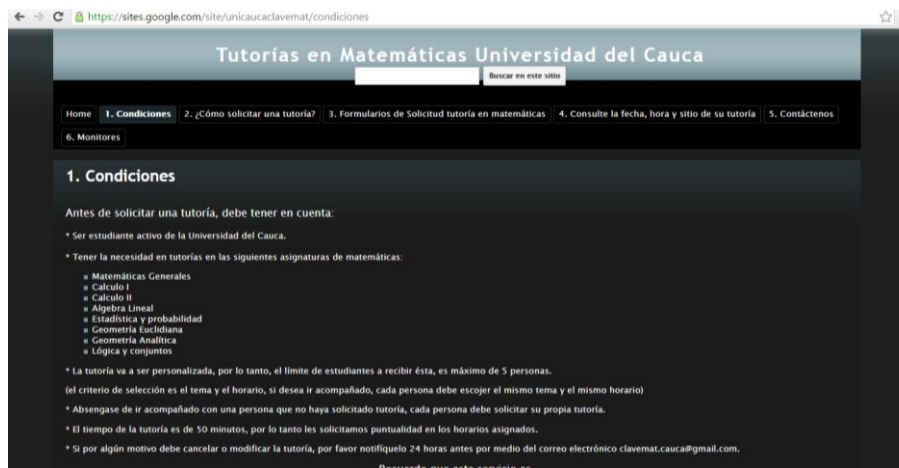 https://sites.google.com/site/unicaucaclavemat/condiciones
Tutorías en Matemáticas Universidad del Cauca
Buscar en este sitio
Home 1. Condiciones 2. ¿Cómo solicitar una tutoría? 3. Formularios de Solicitud tutoría en matemáticas 4. Consulte la fecha, hora y sitio de su tutoría 5. Contáctenos
6. Monitores
1. Condiciones
Antes de solicitar una tutoría, debe tener en cuenta:
* Ser estudiante activo de la Universidad del Cauca.
* Tener la necesidad en tutorías en las siguientes asignaturas de matemáticas:
Matemáticas Generales
Calculo I
Calculo II
Algebra Lineal
Estadística y probabilidad
Geometría Euclidiana
Geometría Analítica
Lógica y conjuntos
* La tutoría va a ser personalizada, por lo tanto, el límite de estudiantes a recibir ésta, es máximo de 5 personas.
(el criterio de selección es el tema y el horario, si desea ir acompañado, cada persona debe escojer el mismo tema y el mismo horario)
* Absengase de ir acompañado con una persona que no haya solicitado tutoría, cada persona debe solicitar su propia tutoría.
* El tiempo de la tutoría es de 50 minutos, por lo tanto les solicitamos puntualidad en los horarios asignados.
* Si por algún motivo debe cancelar o modificar la tutoría, por favor notifíquelo 24 horas antes por medio del correo electrónico clavemat.cauca@gmail.com.
Recuerde que este servicio es